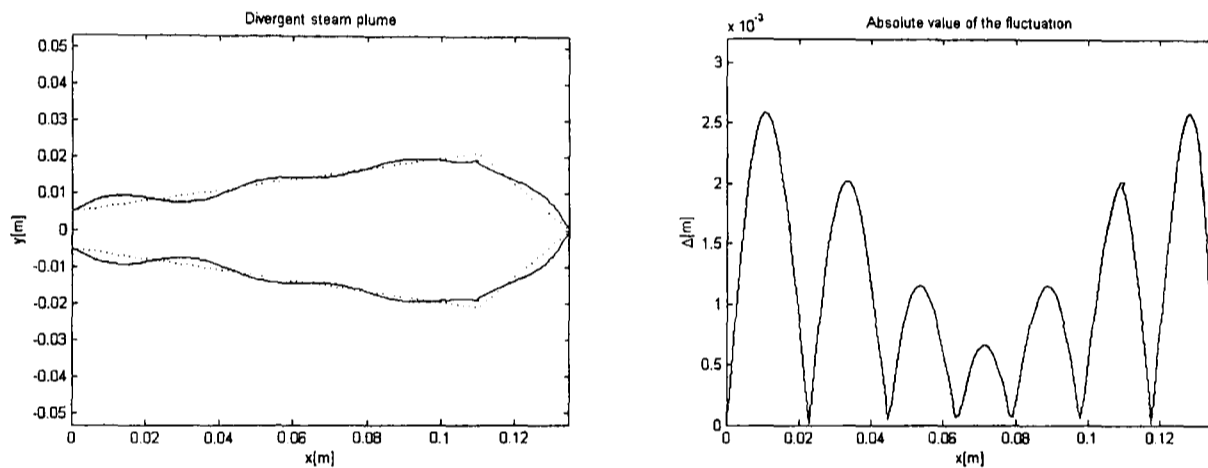 Divergent steam plume
0.05
0.04
0.03
0.02
0.01
0
-0.01
-0.02
-0.03
-0.04
-0.05
y[m]
0 0.02 0.04 0.06 0.08 0.1 0.12
x[m]
Absolute value of the fluctuation
x 10⁻³
3
2.5
2
1.5
1
0.5
0
Δ[m]
0 0.02 0.04 0.06 0.08 0.1 0.12
x[m]